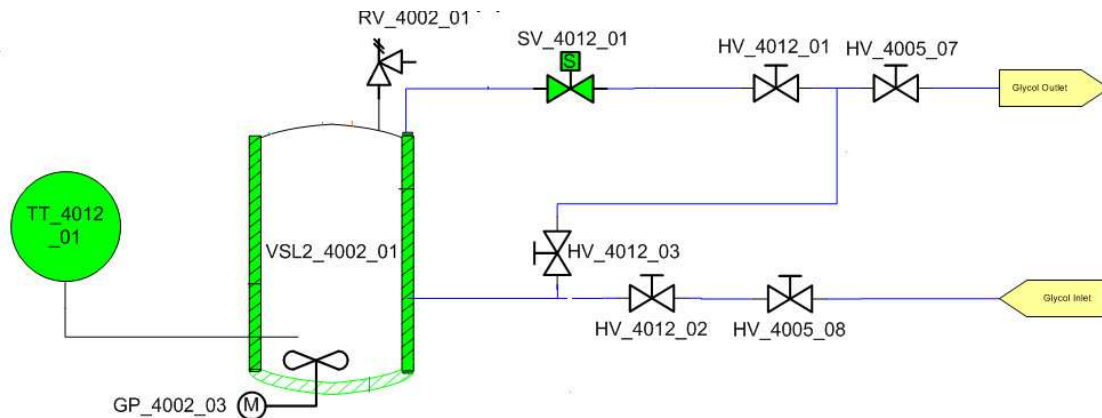 RV_4002_01
SV_4012_01
HV_4012_01
HV_4005_07
S
Glycol Outlet
TT_4012
_01
VSL2_4002_01
HV_4012_03
Glycol Inlet
HV_4012_02
HV_4005_08
GP_4002_03
M